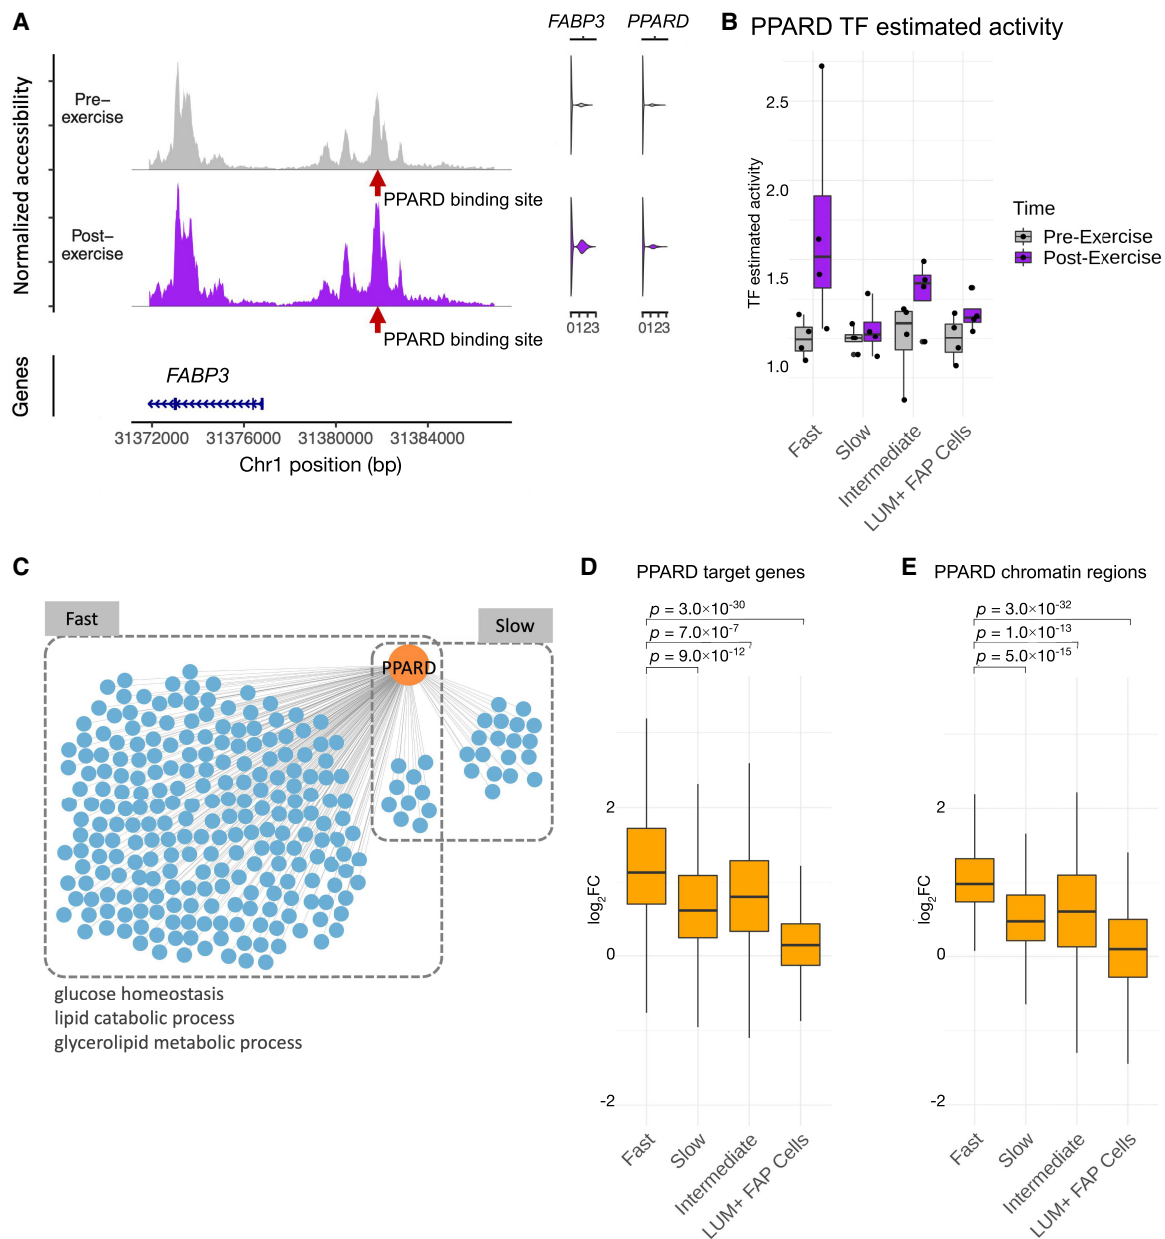 A
FABP3 PPARD
Normalized accessibility
Pre–
exercise
PPARD binding site
Post–
exercise
PPARD binding site
0123 0123
Genes
FABP3
31372000 31376000 31380000 31384000
Chr1 position (bp)
B PPARD TF estimated activity
TF estimated activity
2.5
2.0
1.5
1.0
Fast
Slow
Intermediate
LUM+ FAP Cells
Time
Pre-Exercise
Post-Exercise
C
Fast
Slow
PPARD
glucose homeostasis
lipid catabolic process
glycerolipid metabolic process
D PPARD target genes
p = 3.0×10-30
p = 7.0×10-7
p = 9.0×10-12
log2FC
2
0
-2
Fast
Slow
Intermediate
LUM+ FAP Cells
E PPARD chromatin regions
p = 3.0×10-32
p = 1.0×10-13
p = 5.0×10-15
log2FC
2
0
-2
Fast
Slow
Intermediate
LUM+ FAP Cells